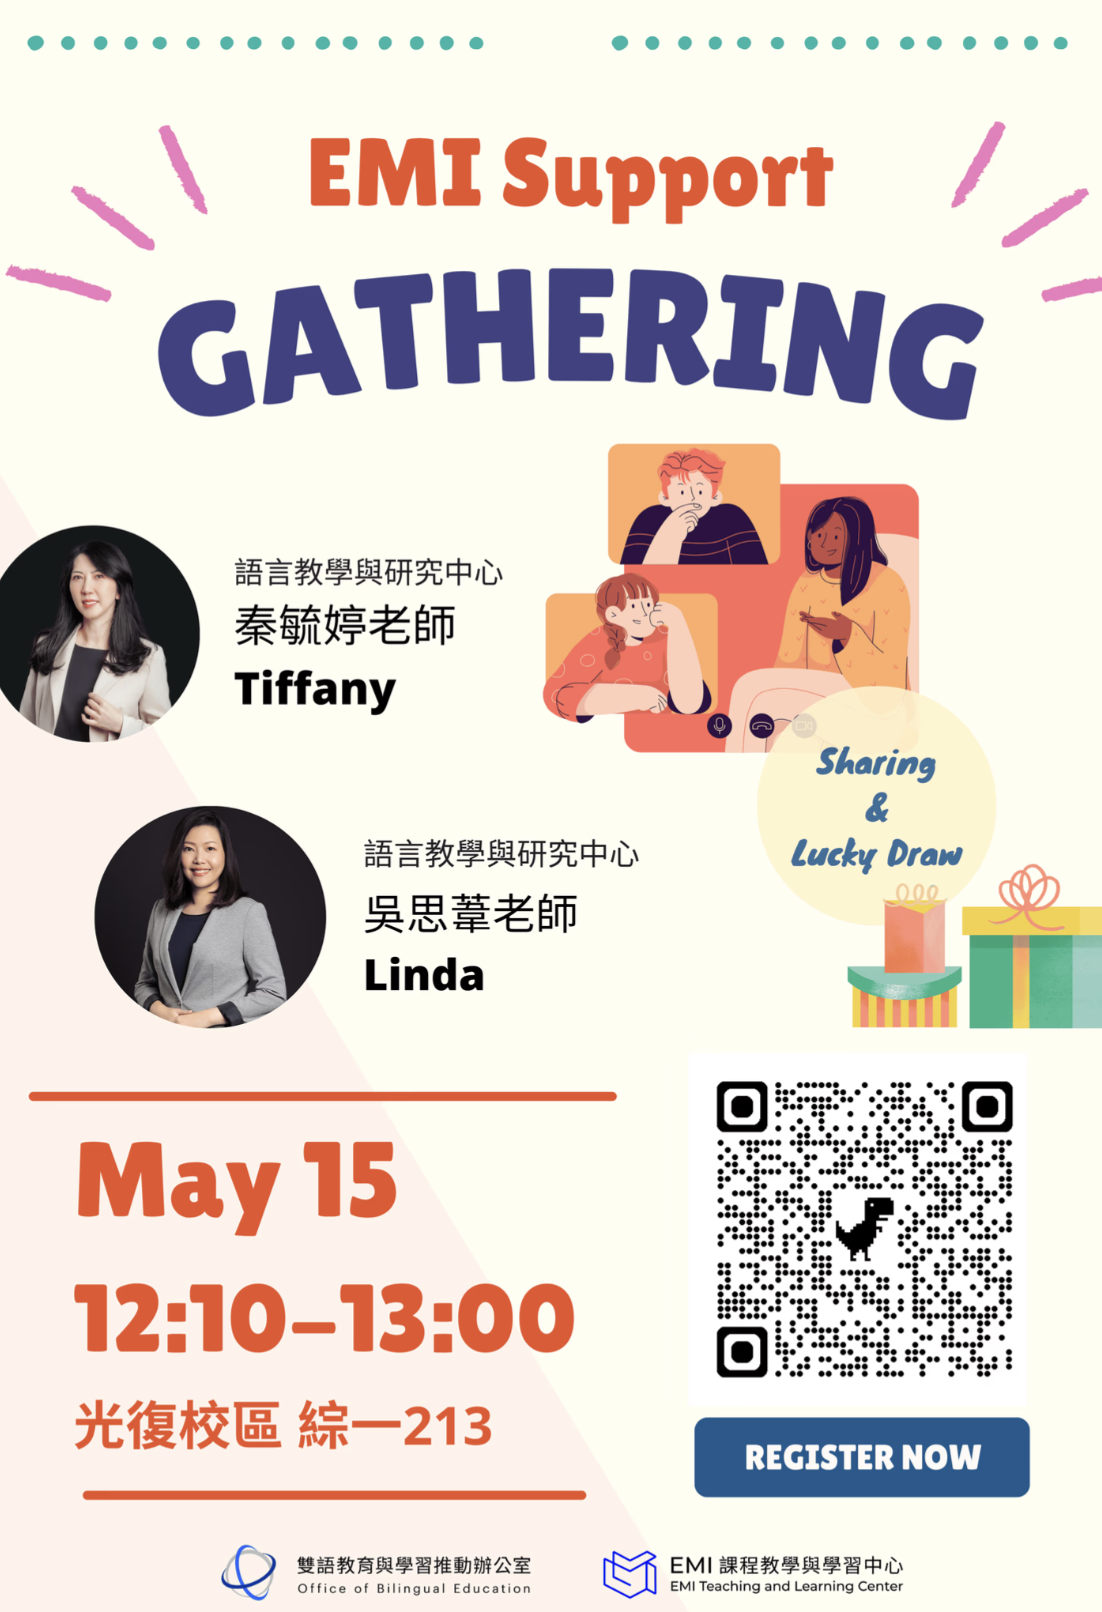 EMI Support
GATHERING
語言教學與研究中心
秦毓婷老師
Tiffany
Sharing
&
Lucky Draw
語言教學與研究中心
吳思葦老師
Linda
May 15
12:10-13:00
光復校區 綜一213
REGISTER NOW
雙語教育與學習推動辦公室
Office of Bilingual Education
EMI 課程教學與學習中心
EMI Teaching and Learning Center